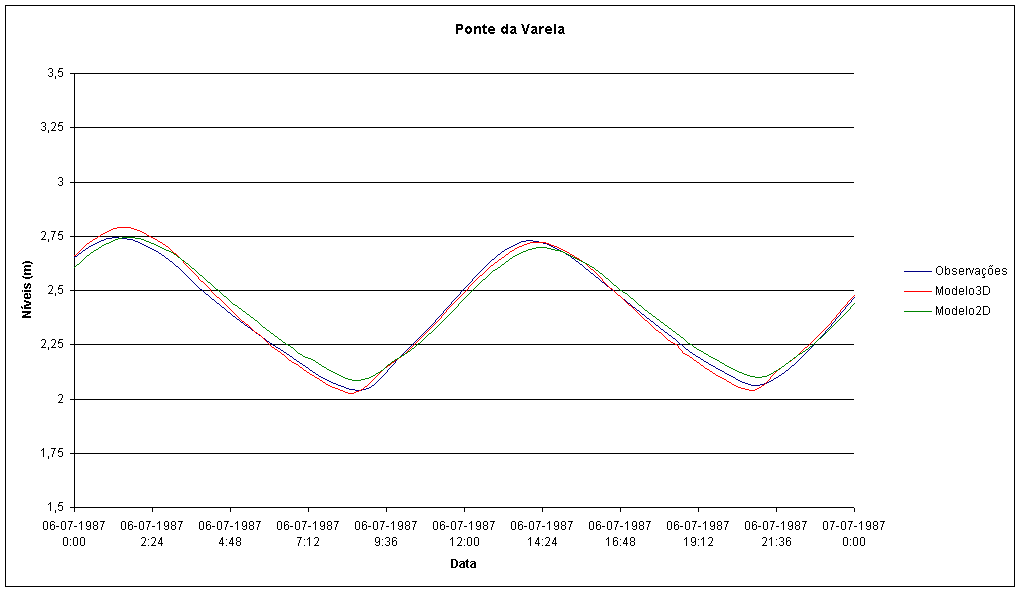 Ponte da Varela
3,5
3,25
3
2,75
2,5
2,25
2
1,75
1,5
Níveis (m)
06-07-1987 06-07-1987 06-07-1987 06-07-1987 06-07-1987 06-07-1987 06-07-1987 06-07-1987 06-07-1987 06-07-1987 07-07-1987
0:00 2:24 4:48 7:12 9:36 12:00 14:24 16:48 19:12 21:36 0:00
Data
Observações
Modelo3D
Modelo2D